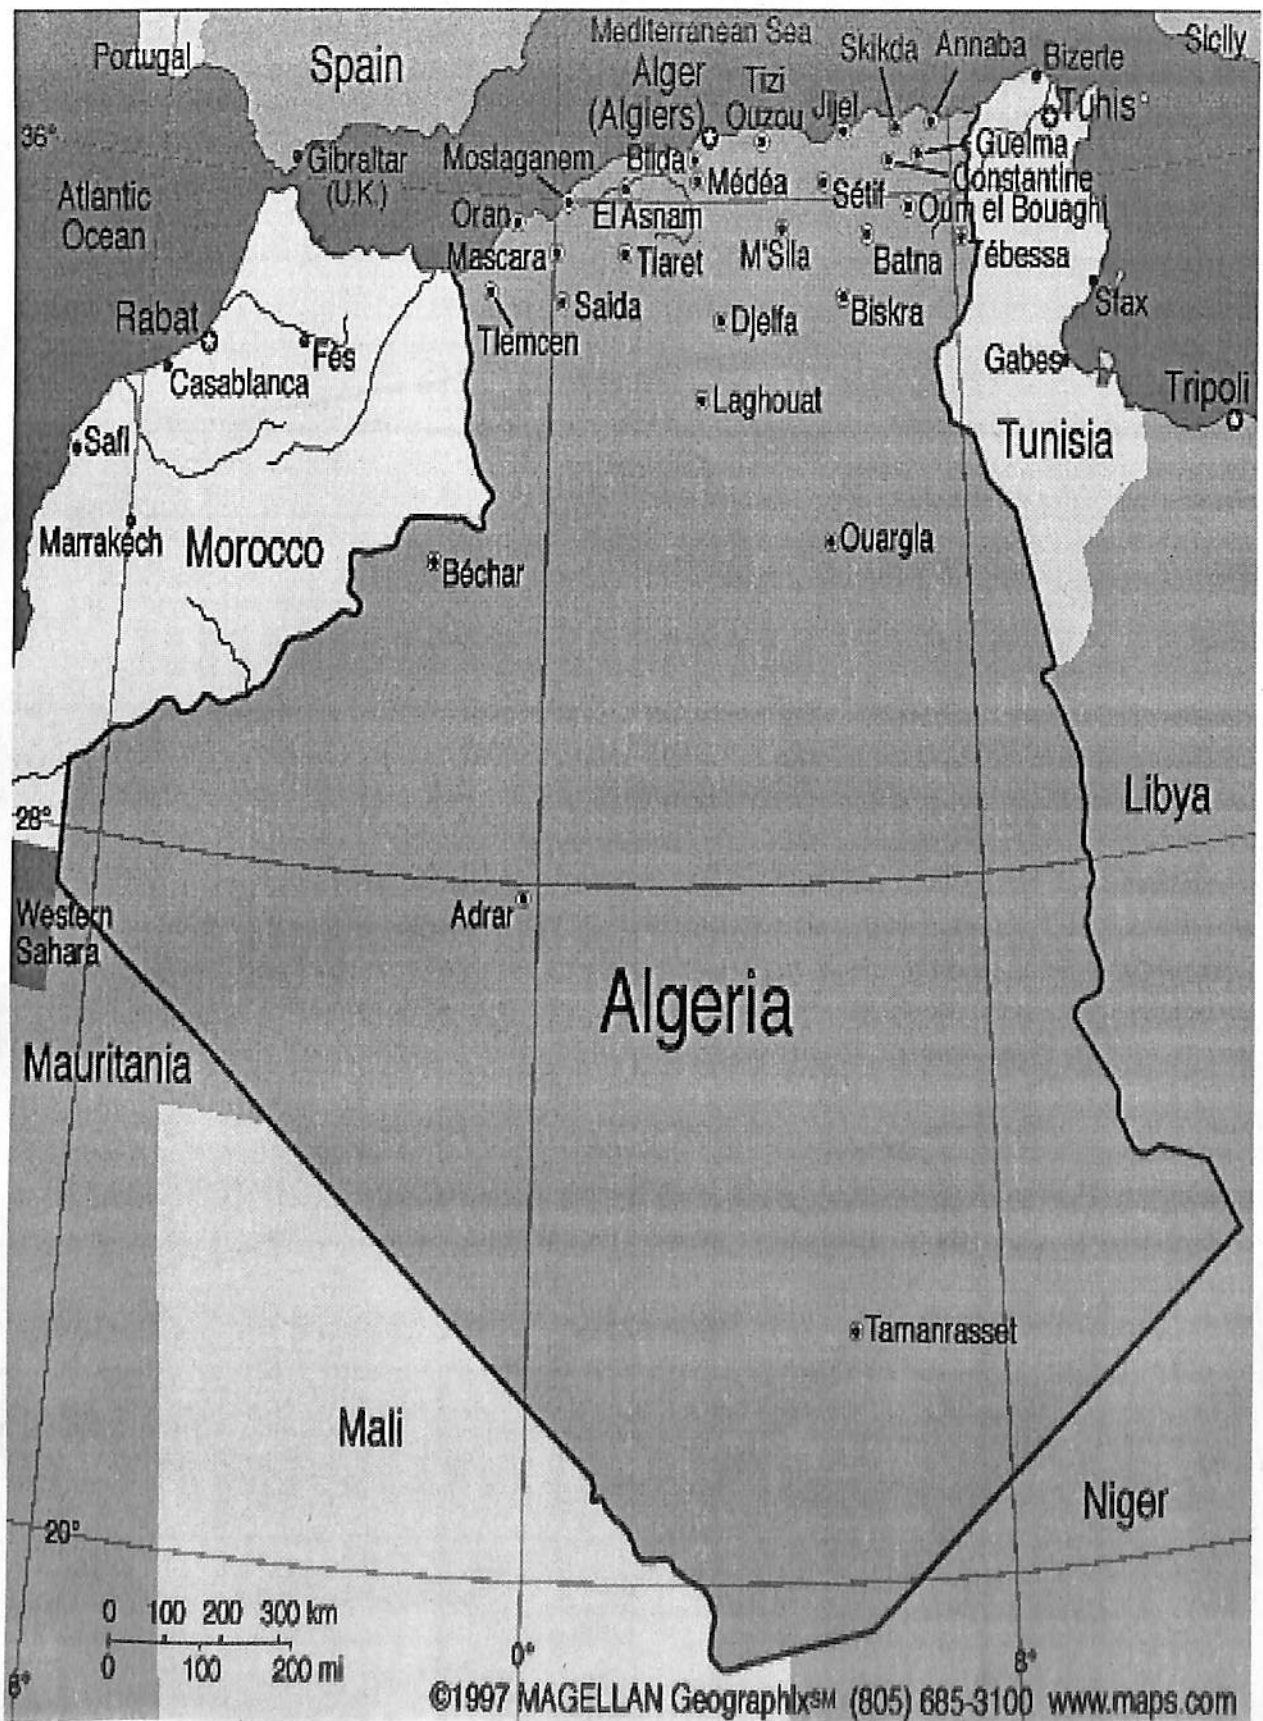 Portugal
Spain
Mediterranean Sea
Skikda
Annaba
Sicily
Alger
(Algiers)
Tizi
Ouzou
Jijel
Bizerte
Tunis
36°
Gibraltar
(U.K.)
Mostaganem
Blida
Médéa
Sétif
Guelma
Constantine
Atlantic
Ocean
Oran
El Asnam
Oum el Bouaghi
Mascara
Tiaret
M'Sila
Batna
Tébessa
Rabat
Fès
Saida
Biskra
Sfax
Tlemcen
Djelfa
Casablanca
Gabes
Tripoli
Laghouat
Safi
Tunisia
Marrakech
Morocco
Ouargla
Béchar
Libya
28°
Western
Sahara
Adrar
Algeria
Mauritania
Tamanrasset
Mali
Niger
20°
0 100 200 300 km
0 100 200 mi
8°
0°
8°
©1997 MAGELLAN Geographix℠ (805) 685-3100 www.maps.com